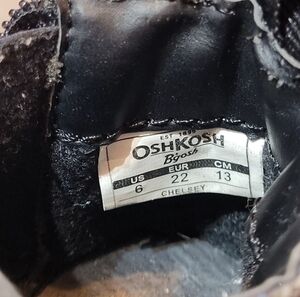 EST 1895
OSHKOSH
B'gosh
US EUR CM
6 22 13
CHELSEY